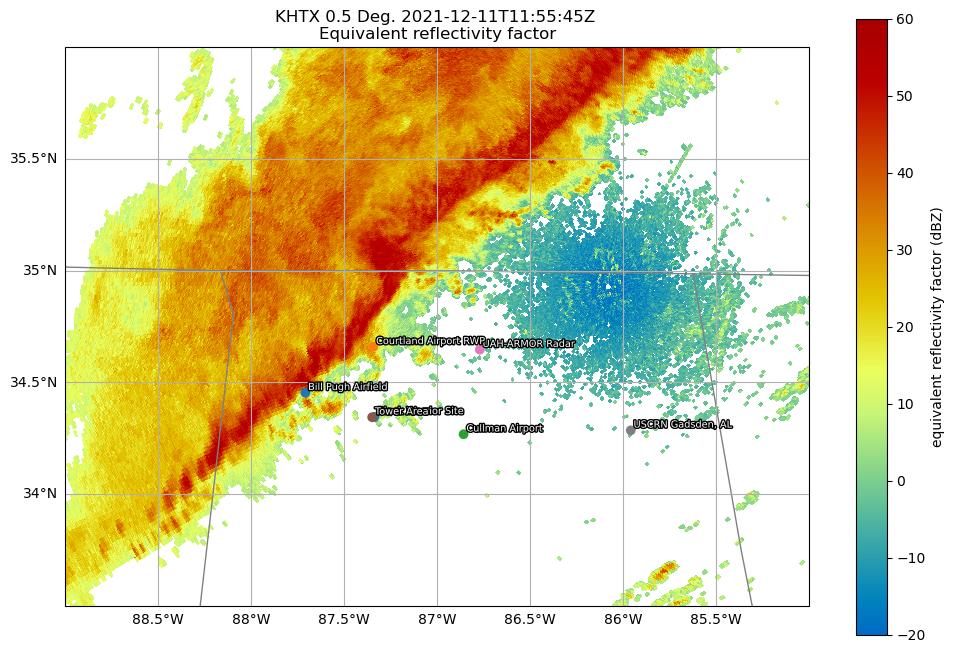 KHTX 0.5 Deg. 2021-12-11T11:55:45Z
Equivalent reflectivity factor
60
50
40
30
20
10
0
−10
−20
equivalent reflectivity factor (dBZ)
35.5°N
35°N
34.5°N
34°N
Courtland Airport RWP
UAH-ARMOR Radar
Bill Pugh Airfield
Tower
Site
Cullman Airport
USCRN Gadsden, AL
88.5°W
88°W
87.5°W
87°W
86.5°W
86°W
85.5°W